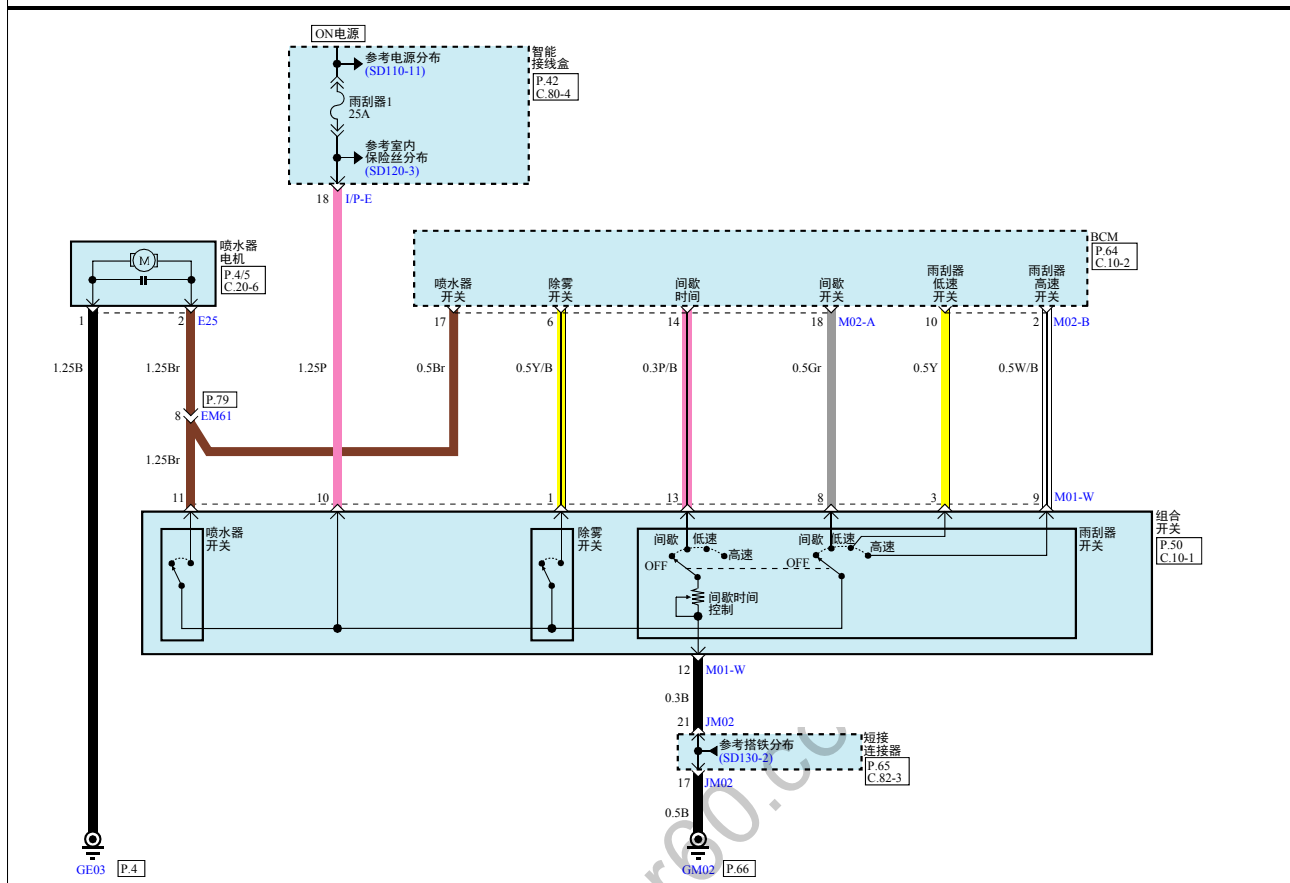 ON电源
参考电源分布
(SD110-11)
雨刮器1
25A
参考室内
保险丝分布
(SD120-3)
智能
接线盒
P.42
C.80-4
18 I/P-E
喷水器
电机
P.4/5
C.20-6
M
1
2 E25
BCM
P.64
C.10-2
喷水器
开关
除雾
开关
间歇
时间
间歇
开关
雨刮器
低速
开关
雨刮器
高速
开关
17
6
14
18 M02-A
10
2 M02-B
1.25B
1.25Br
1.25P
0.5Br
0.5Y/B
0.3P/B
0.5Gr
0.5Y
0.5W/B
P.79
8 EM61
1.25Br
11
10
1
13
8
3
9 M01-W
组合
开关
P.50
C.10-1
喷水器
开关
除雾
开关
雨刮器
开关
间歇
低速
高速
OFF
间歇
低速
高速
OFF
间歇时间
控制
12 M01-W
0.3B
21 JM02
参考搭铁分布
(SD130-2)
短接
连接器
P.65
C.82-3
17 JM02
0.5B
GE03 P.4
GM02 P.66